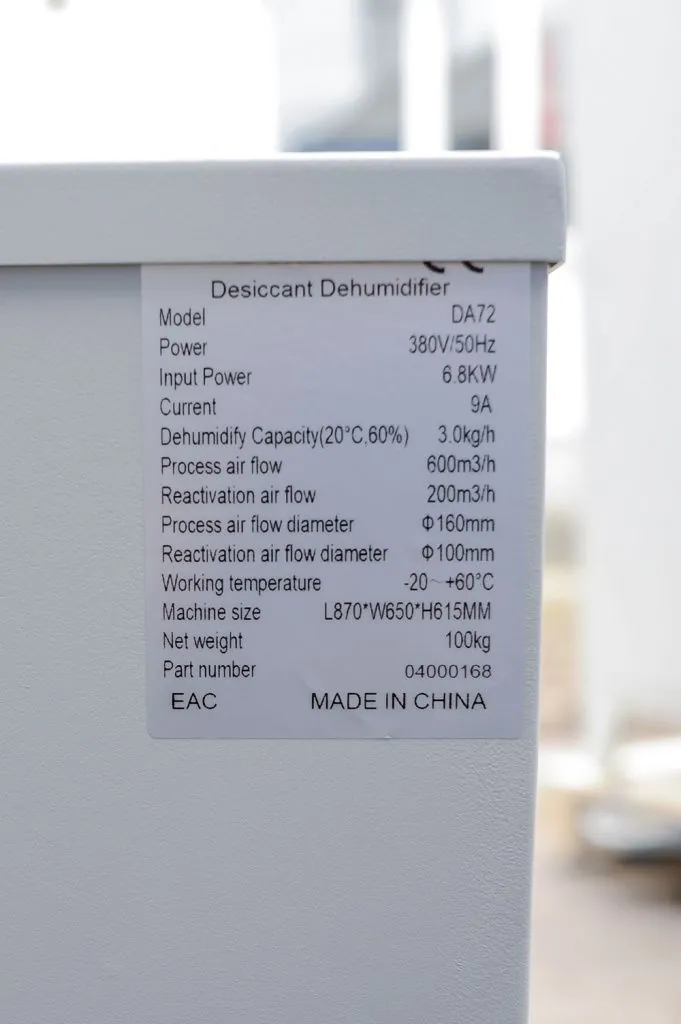 Desiccant Dehumidifier
Model DA72
Power 380V/50Hz
Input Power 6.8KW
Current 9A
Dehumidify Capacity(20°C,60%) 3.0kg/h
Process air flow 600m3/h
Reactivation air flow 200m3/h
Process air flow diameter Φ160mm
Reactivation air flow diameter Φ100mm
Working temperature -20~+60°C
Machine size L870*W650*H615MM
Net weight 100kg
Part number 04000168
EAC MADE IN CHINA